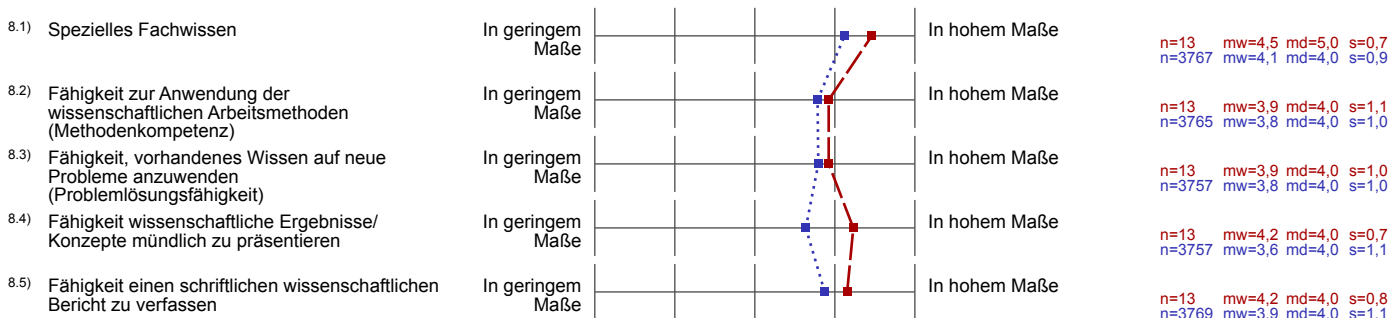 8.1) Spezielles Fachwissen
In geringem
Maße
In hohem Maße
n=13 mw=4,5 md=5,0 s=0,7
n=3767 mw=4,1 md=4,0 s=0,9
8.2) Fähigkeit zur Anwendung der
wissenschaftlichen Arbeitsmethoden
(Methodenkompetenz)
In geringem
Maße
In hohem Maße
n=13 mw=3,9 md=4,0 s=1,1
n=3765 mw=3,8 md=4,0 s=1,0
8.3) Fähigkeit, vorhandenes Wissen auf neue
Probleme anzuwenden
(Problemlösungsfähigkeit)
In geringem
Maße
In hohem Maße
n=13 mw=3,9 md=4,0 s=1,0
n=3757 mw=3,8 md=4,0 s=1,0
8.4) Fähigkeit wissenschaftliche Ergebnisse/
Konzepte mündlich zu präsentieren
In geringem
Maße
In hohem Maße
n=13 mw=4,2 md=4,0 s=0,7
n=3757 mw=3,6 md=4,0 s=1,1
8.5) Fähigkeit einen schriftlichen wissenschaftlichen
Bericht zu verfassen
In geringem
Maße
In hohem Maße
n=13 mw=4,2 md=4,0 s=0,8
n=3769 mw=3,9 md=4,0 s=1,1